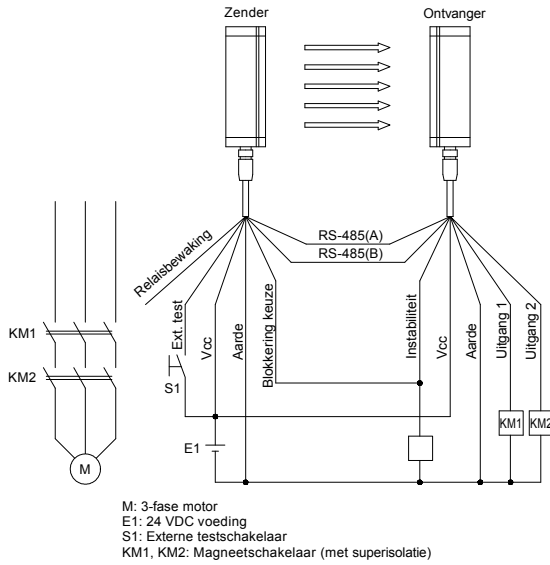 Zender
Ontvanger
RS-485(A)
RS-485(B)
Relaisbewaking
Ext. test
Vcc
Aarde
Blokkering keuze
Instabiliteit
Vcc
Aarde
Uitgang 1
Uitgang 2
KM1
KM2
S1
E1
KM1
KM2
M
M: 3-fase motor
E1: 24 VDC voeding
S1: Externe testschakelaar
KM1, KM2: Magneetschakelaar (met superisolatie)